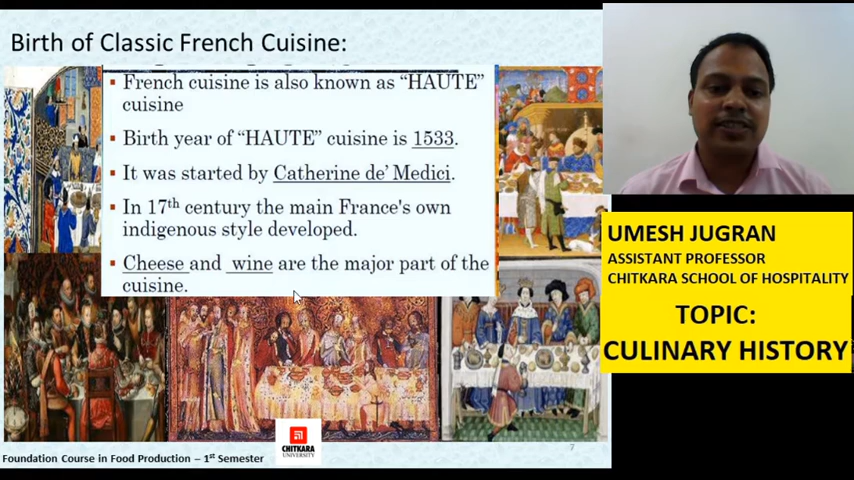 Birth of Classic French Cuisine:
▪ French cuisine is also known as “HAUTE”
cuisine
▪ Birth year of “HAUTE” cuisine is 1533.
▪ It was started by Catherine de’ Medici.
▪ In 17th century the main France's own
indigenous style developed.
▪ Cheese and wine are the major part of the
cuisine.
UMESH JUGRAN
ASSISTANT PROFESSOR
CHITKARA SCHOOL OF HOSPITALITY
TOPIC:
CULINARY HISTORY
CHITKARA
UNIVERSITY
7
Foundation Course in Food Production – 1st Semester